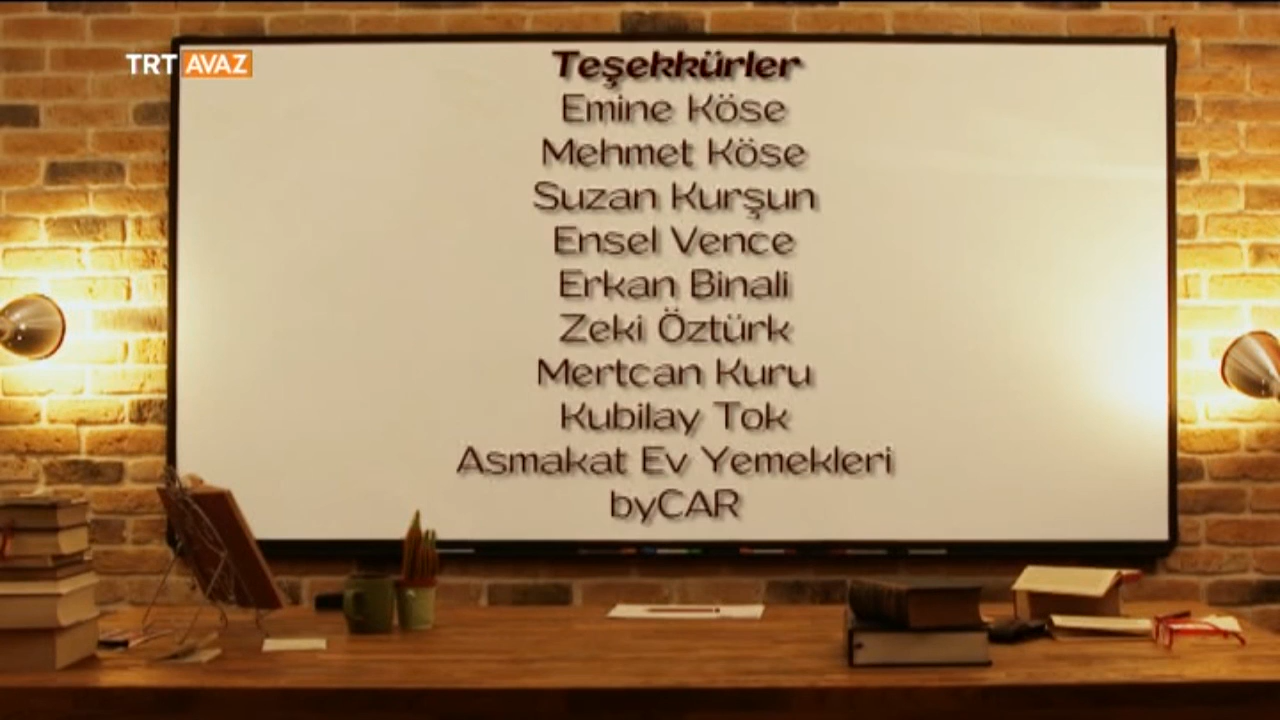 TRT AVAZ
Teşekkürler
Emine Köse
Mehmet Köse
Suzan Kurşun
Ensel Vence
Erkan Binali
Zeki Öztürk
Mertcan Kuru
Kubilay Tok
Asmakat Ev Yemekleri
byCAR